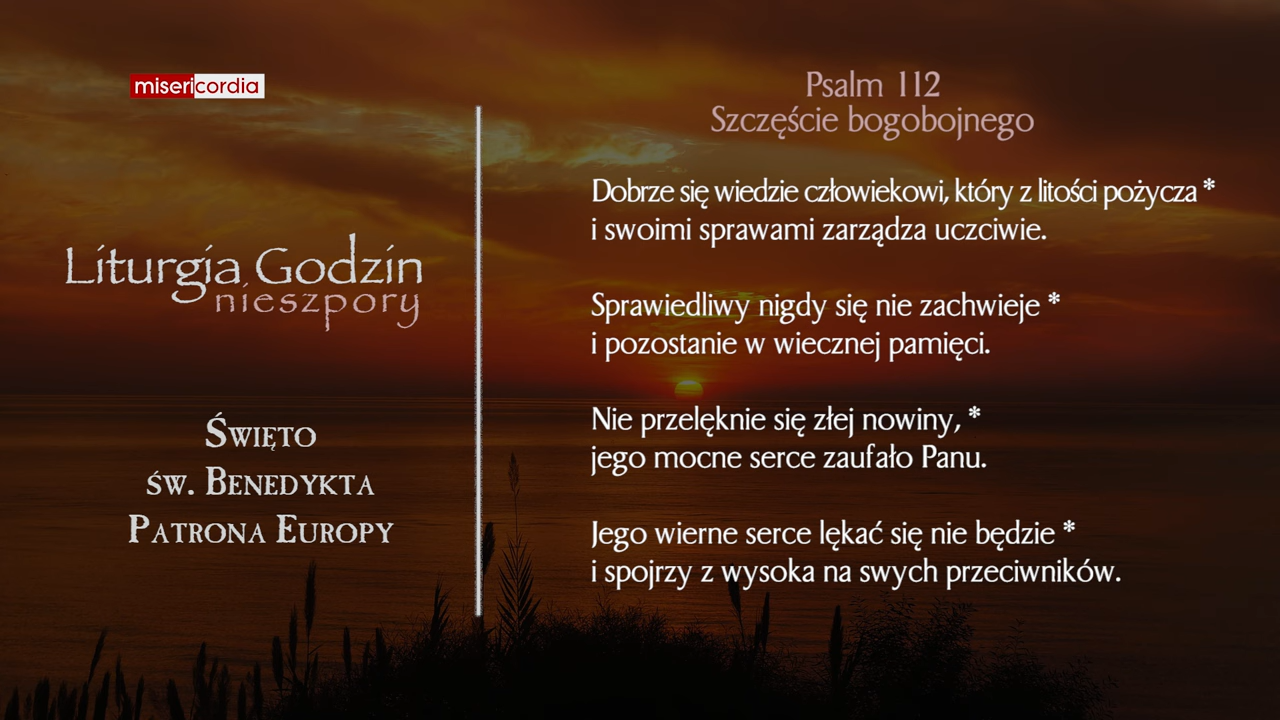 misericordia
Liturgia Godzin
nieszpory
Święto
św. Benedykta
Patrona Europy
Psalm 112
Szczęście bogobojnego
Dobrze się wiedzie człowiekowi, który z litości pożycza *
i swoimi sprawami zarządza uczciwie.
Sprawiedliwy nigdy się nie zachwieje *
i pozostanie w wiecznej pamięci.
Nie przelęknie się złej nowiny, *
jego mocne serce zaufało Panu.
Jego wierne serce lękać się nie będzie *
i spojrzy z wysoka na swych przeciwników.